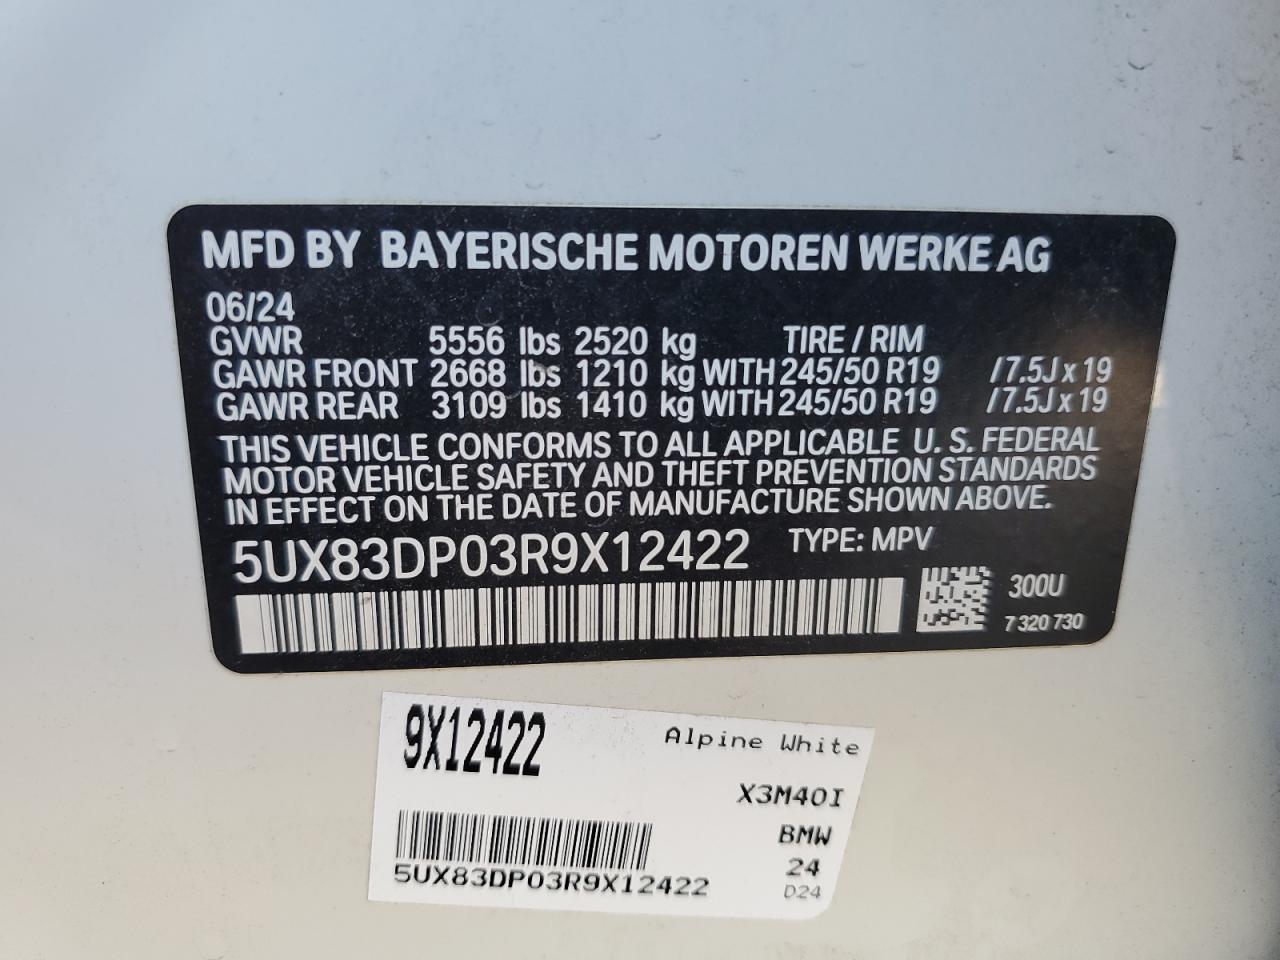 MFD BY BAYERISCHE MOTOREN WERKE AG
06/24
GVWR 5556 lbs 2520 kg TIRE / RIM
GAWR FRONT 2668 lbs 1210 kg WITH 245/50 R19 / 7.5J x 19
GAWR REAR 3109 lbs 1410 kg WITH 245/50 R19 / 7.5J x 19
THIS VEHICLE CONFORMS TO ALL APPLICABLE U. S. FEDERAL
MOTOR VEHICLE SAFETY AND THEFT PREVENTION STANDARDS
IN EFFECT ON THE DATE OF MANUFACTURE SHOWN ABOVE.
5UX83DP03R9X12422 TYPE: MPV
300U
7 320 730
9X12422 Alpine White
X3M40I
BMW
24
5UX83DP03R9X12422
D24